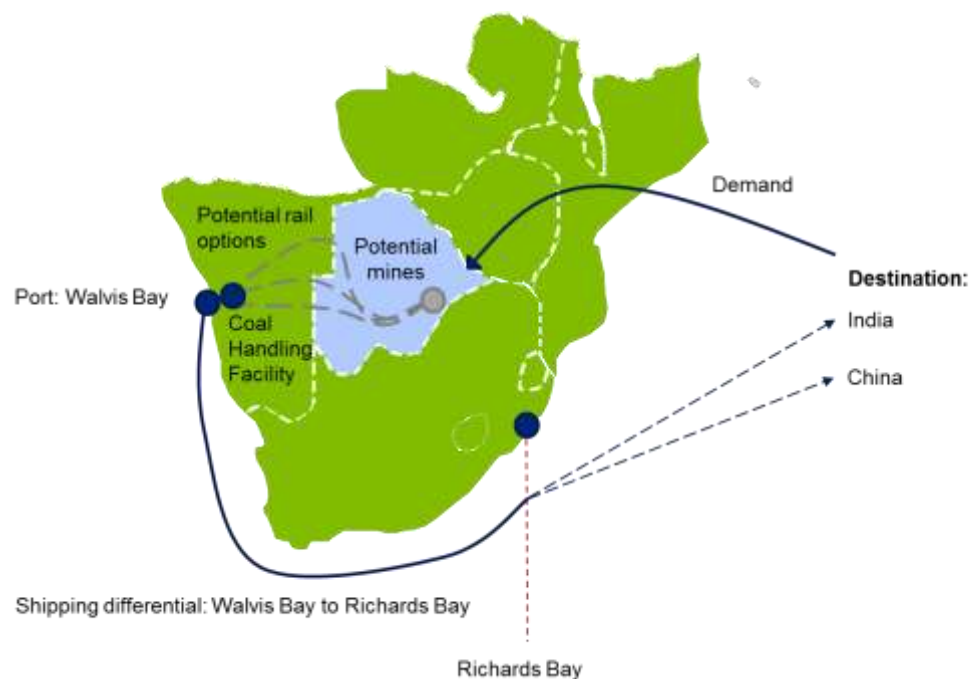 Demand
Potential rail
options
Potential
mines
Destination:
Port: Walvis Bay
India
Coal
Handling
Facility
China
Shipping differential: Walvis Bay to Richards Bay
Richards Bay